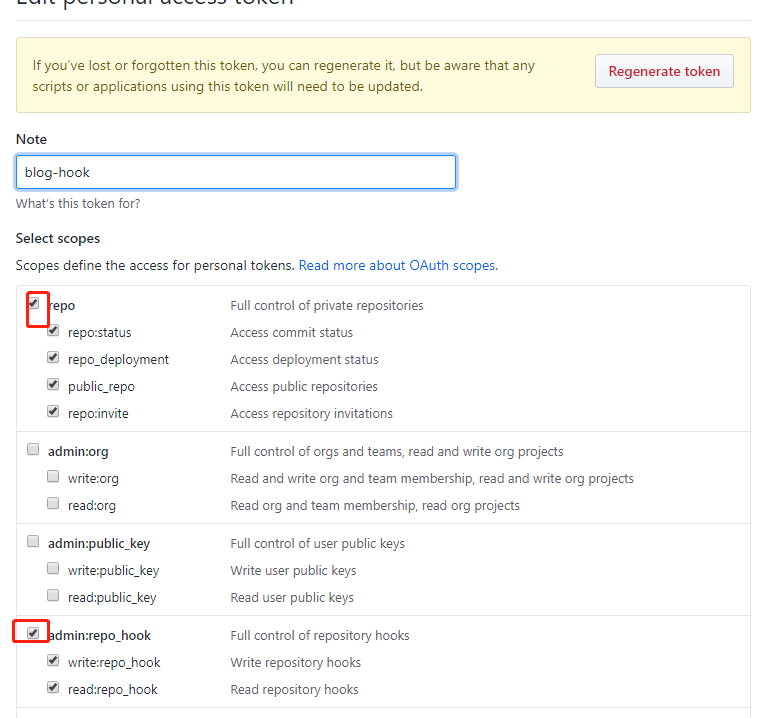 Edit personal access token
If you've lost or forgotten this token, you can regenerate it, but be aware that any
scripts or applications using this token will need to be updated.
Regenerate token
Note
blog-hook
What's this token for?
Select scopes
Scopes define the access for personal tokens. Read more about OAuth scopes.
repo Full control of private repositories
repo:status Access commit status
repo_deployment Access deployment status
public_repo Access public repositories
repo:invite Access repository invitations
admin:org Full control of orgs and teams, read and write org projects
write:org Read and write org and team membership, read and write org projects
read:org Read org and team membership, read org projects
admin:public_key Full control of user public keys
write:public_key Write user public keys
read:public_key Read user public keys
admin:repo_hook Full control of repository hooks
write:repo_hook Write repository hooks
read:repo_hook Read repository hooks